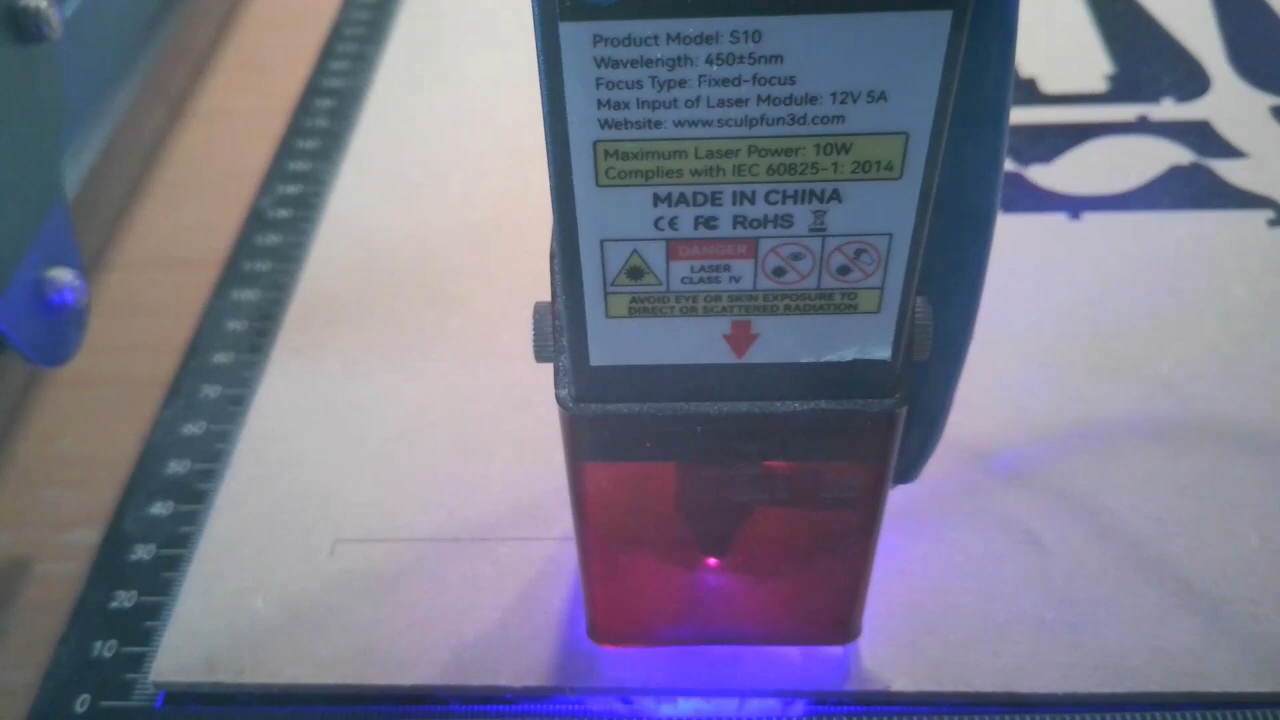 Product Model: S10
Wavelength: 450±5nm
Focus Type: Fixed-focus
Max Input of Laser Module: 12V 5A
Website: www.sculpfun3d.com
Maximum Laser Power: 10W
Complies with IEC 60825-1: 2014
MADE IN CHINA
CE FC RoHS
DANGER
LASER
CLASS IV
AVOID EYE OR SKIN EXPOSURE TO
DIRECT OR SCATTERED RADIATION
80
70
60
50
40
30
20
10
0